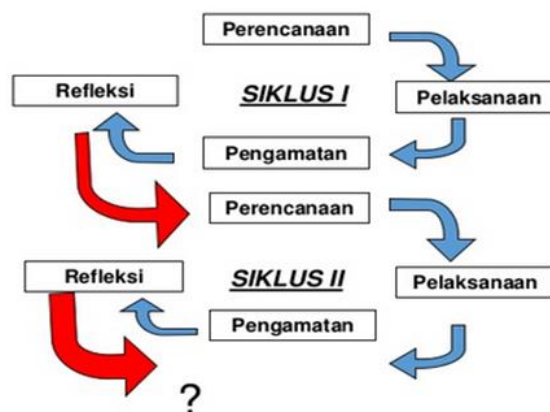 Perencanaan
Refleksi
SIKLUS I
Pelaksanaan
Pengamatan
Perencanaan
Refleksi
SIKLUS II
Pelaksanaan
Pengamatan
?